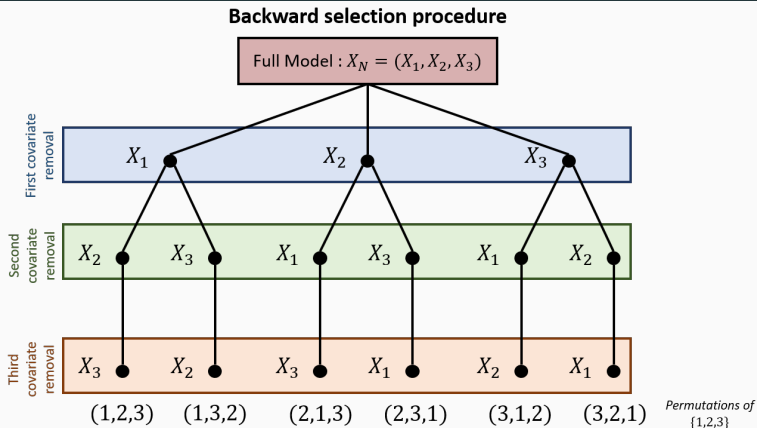 Backward selection procedure
Full Model : X_N = (X_1, X_2, X_3)
First covariate
removal
X_1 X_2 X_3
Second
covariate
removal
X_2 X_3 X_1 X_3 X_1 X_2
Third
covariate
removal
X_3 X_2 X_3 X_1 X_2 X_1
(1,2,3) (1,3,2) (2,1,3) (2,3,1) (3,1,2) (3,2,1)
Permutations of
{1,2,3}